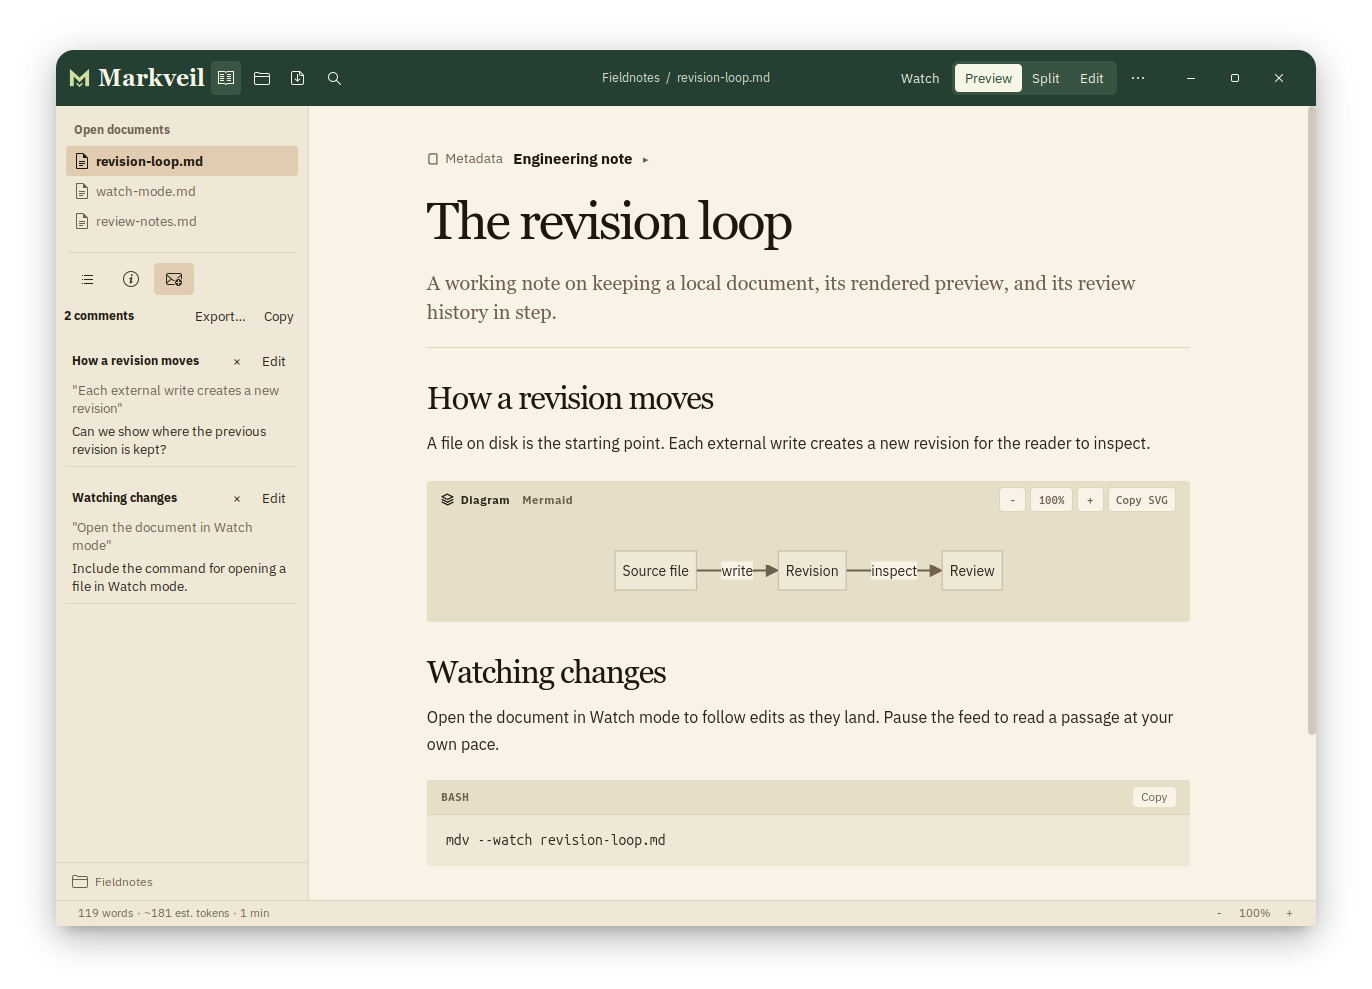 Markveil
Fieldnotes / revision-loop.md
Watch
Preview
Split
Edit
Open documents
revision-loop.md
watch-mode.md
review-notes.md
2 comments
Export...
Copy
How a revision moves
×
Edit
"Each external write creates a new
revision"
Can we show where the previous
revision is kept?
Watching changes
×
Edit
"Open the document in Watch
mode"
Include the command for opening a
file in Watch mode.
Fieldnotes
Metadata Engineering note ▸
The revision loop
A working note on keeping a local document, its rendered preview, and its review
history in step.
How a revision moves
A file on disk is the starting point. Each external write creates a new revision for the reader to inspect.
Diagram Mermaid
-
100%
+
Copy SVG
Source file
write
Revision
inspect
Review
Watching changes
Open the document in Watch mode to follow edits as they land. Pause the feed to read a passage at your
own pace.
BASH
Copy
mdv --watch revision-loop.md
119 words · ~181 est. tokens · 1 min
- 100% +